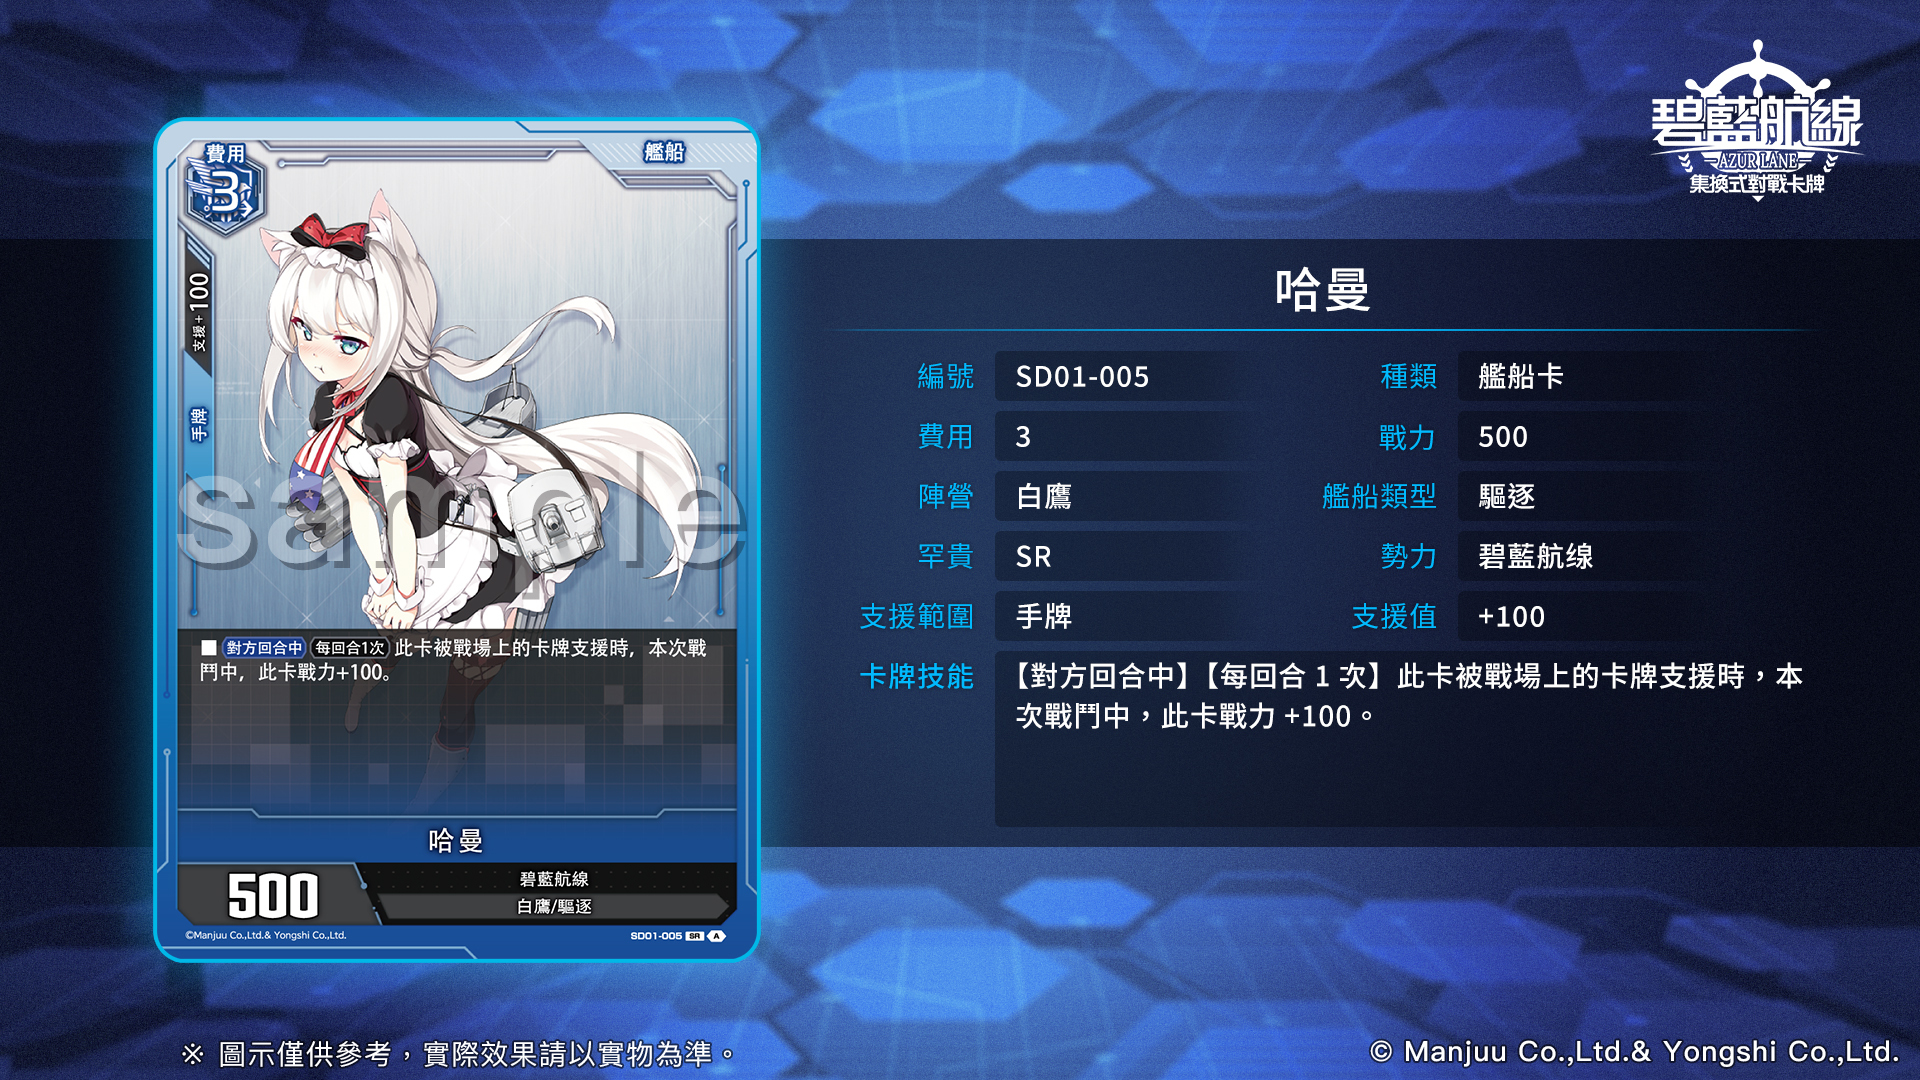 碧藍航線
AZUR LANE
集換式對戰卡牌
費用
3
艦船
支援+100
手牌
sample
■ 對方回合中 每回合1次 此卡被戰場上的卡牌支援時，本次戰
鬥中，此卡戰力+100。
哈曼
500
碧藍航線
白鷹/驅逐
©Manjuu Co.,Ltd.& Yongshi Co.,Ltd.
SD01-005 SR A
哈曼
編號 SD01-005 種類 艦船卡
費用 3 戰力 500
陣營 白鷹 艦船類型 驅逐
罕貴 SR 勢力 碧藍航线
支援範圍 手牌 支援值 +100
卡牌技能 【對方回合中】【每回合 1 次】此卡被戰場上的卡牌支援時，本
次戰鬥中，此卡戰力 +100。
※ 圖示僅供參考，實際效果請以實物為準。
© Manjuu Co.,Ltd.& Yongshi Co.,Ltd.